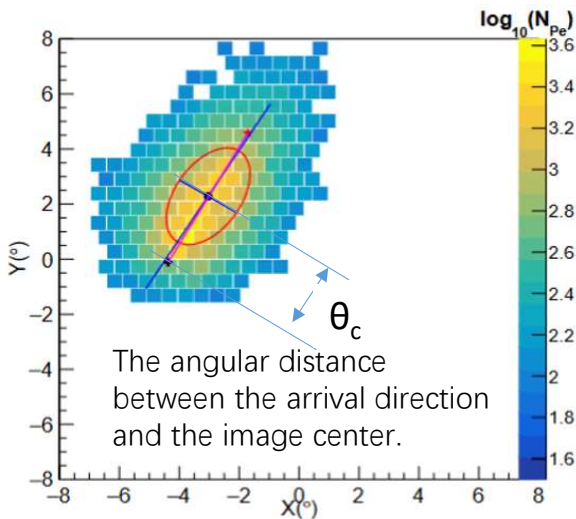 log₁₀(N_Pe)
8
6
4
2
0
−2
−4
−6
−8
Y(°)
3.6
3.4
3.2
3
2.8
2.6
2.4
2.2
2
1.8
1.6
θc
The angular distance
between the arrival direction
and the image center.
−8 −6 −4 −2 0 2 4 6 8
X(°)